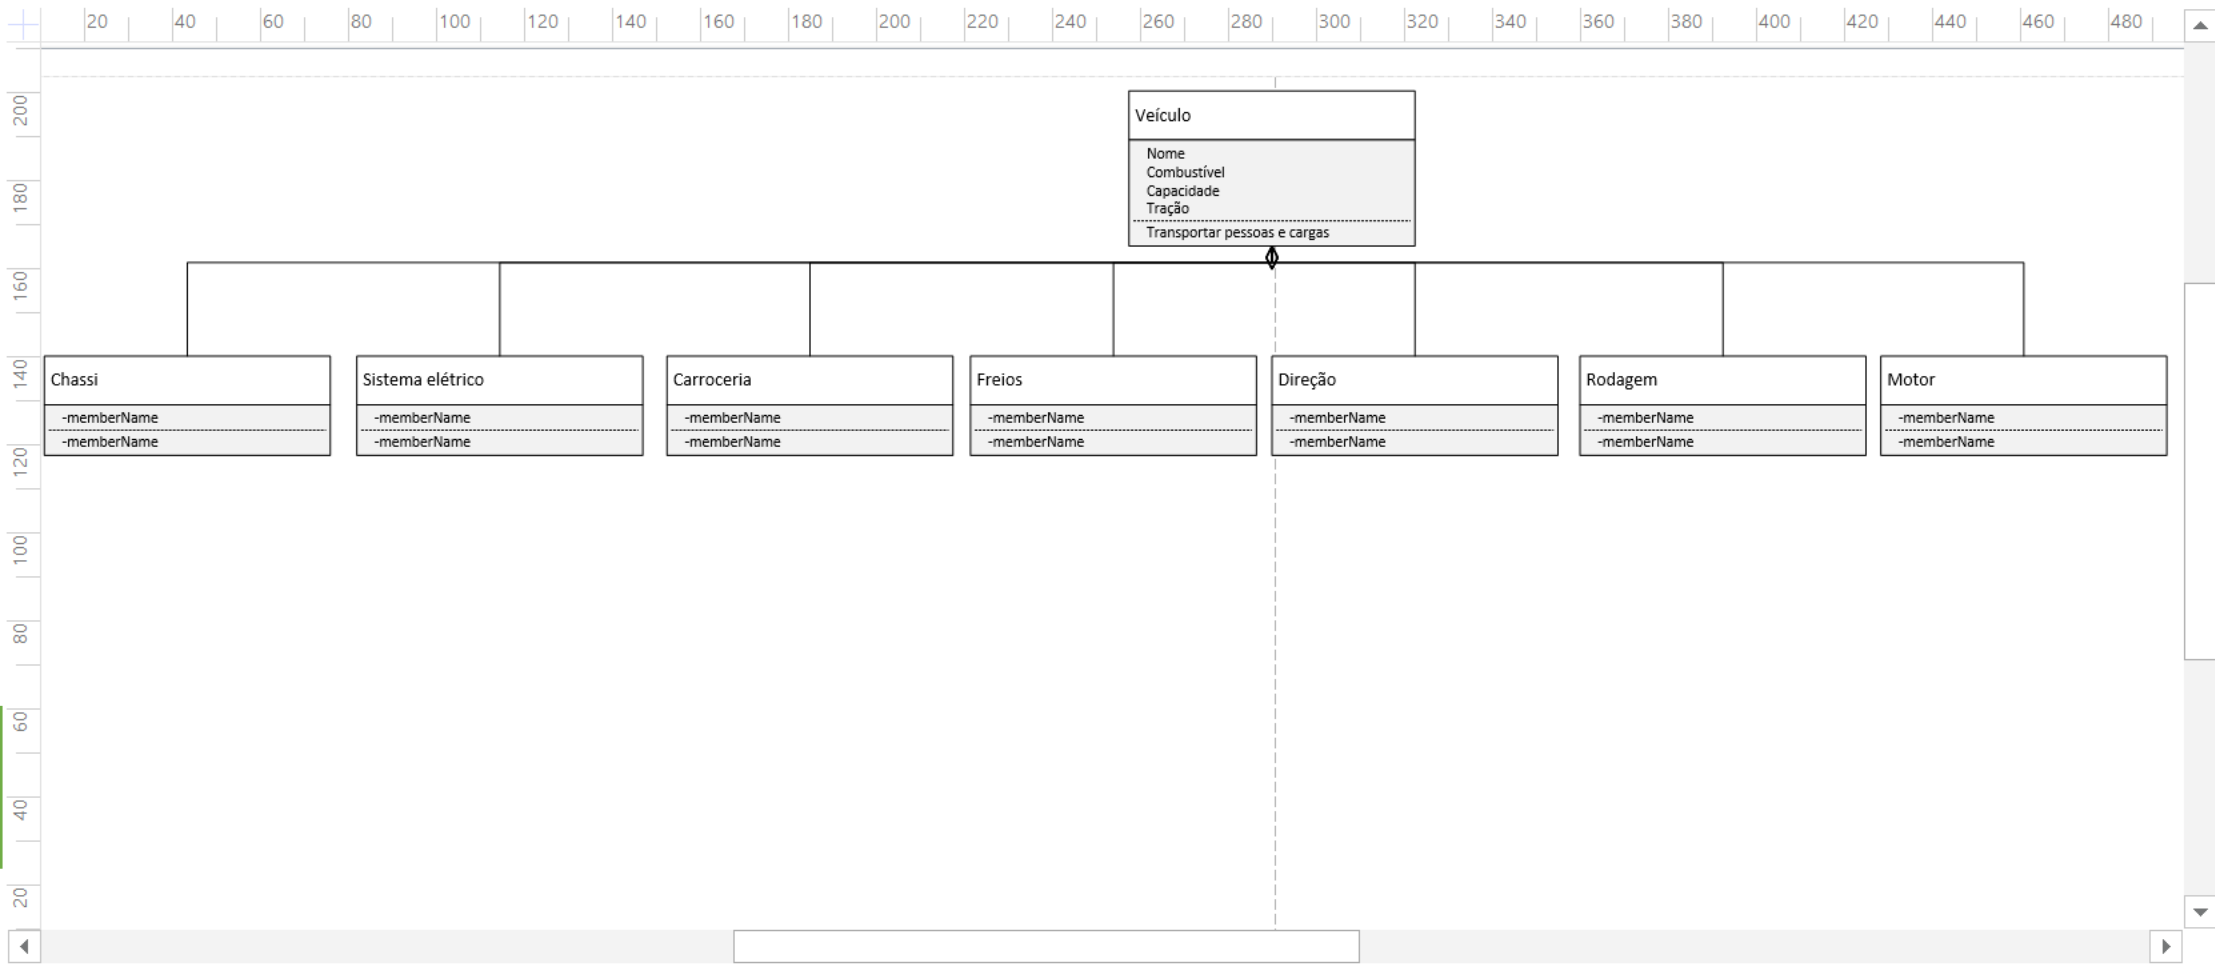 20 40 60 80 100 120 140 160 180 200 220 240 260 280 300 320 340 360 380 400 420 440 460 480
200
180
160
140
120
100
80
60
40
20
Veículo
Nome
Combustível
Capacidade
Tração
Transportar pessoas e cargas
Chassi
-memberName
-memberName
Sistema elétrico
-memberName
-memberName
Carroceria
-memberName
-memberName
Freios
-memberName
-memberName
Direção
-memberName
-memberName
Rodagem
-memberName
-memberName
Motor
-memberName
-memberName